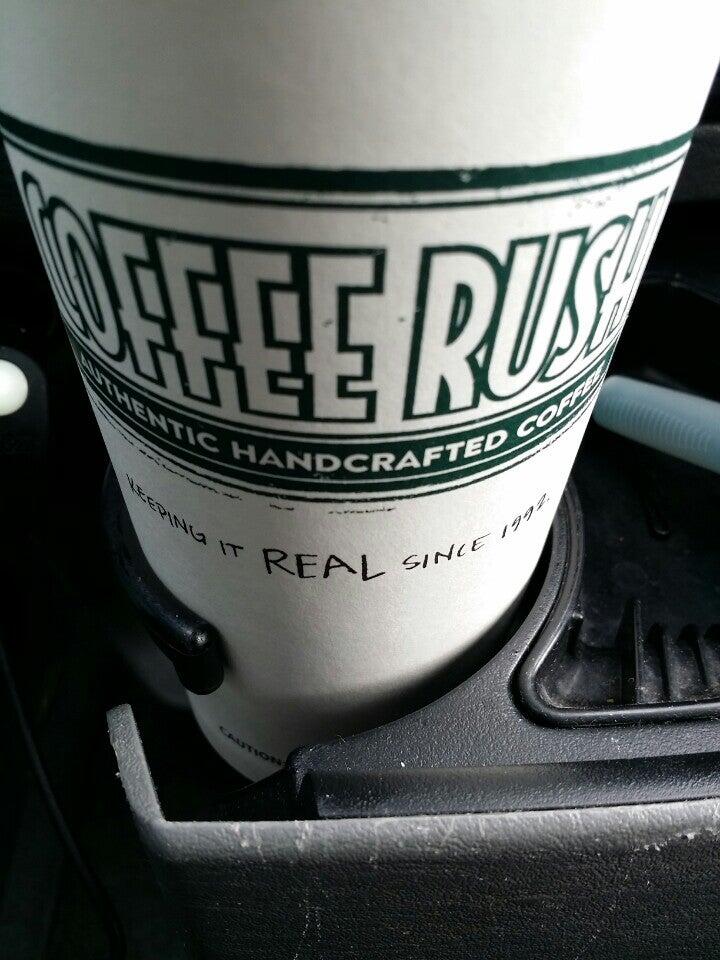 COFFEE RUSH
AUTHENTIC HANDCRAFTED COFFEE
KEEPING IT REAL SINCE 1992.
CAUTION